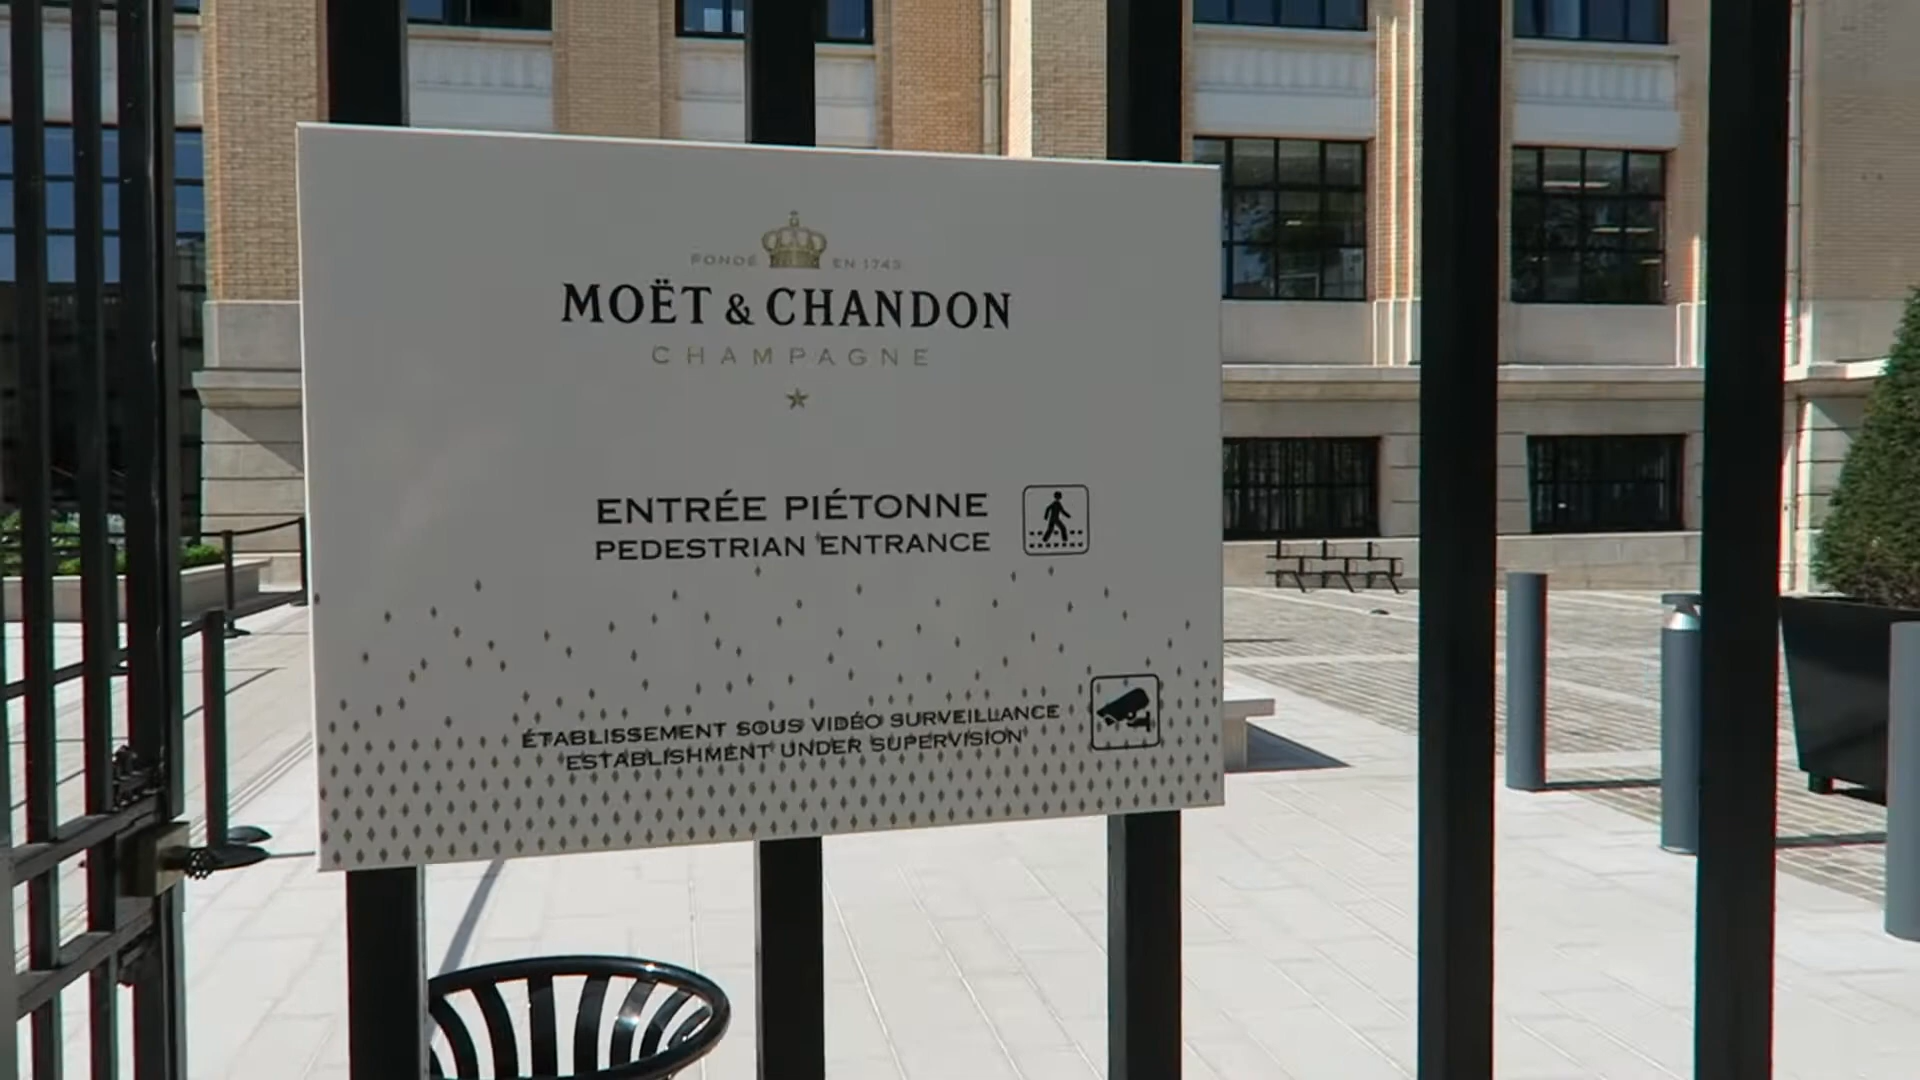 FONDÉ EN 1743
MOËT & CHANDON
CHAMPAGNE
ENTRÉE PIÉTONNE
PEDESTRIAN ENTRANCE
ÉTABLISSEMENT SOUS VIDÉO SURVEILLANCE
ESTABLISHMENT UNDER SUPERVISION